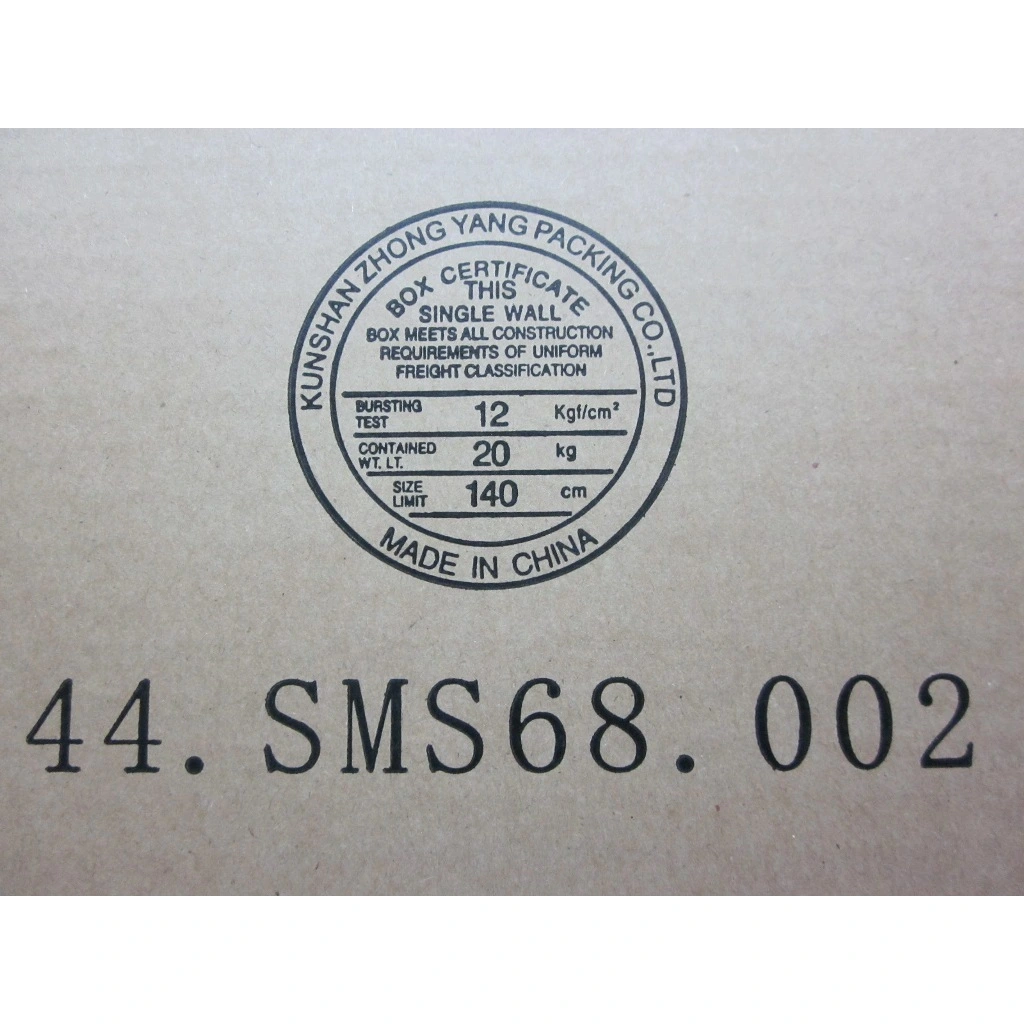 KUNSHAN ZHONG YANG PACKING CO.,LTD
BOX CERTIFICATE
THIS
SINGLE WALL
BOX MEETS ALL CONSTRUCTION
REQUIREMENTS OF UNIFORM
FREIGHT CLASSIFICATION
BURSTING TEST 12 Kgf/cm²
CONTAINED WT. LT. 20 kg
SIZE LIMIT 140 cm
MADE IN CHINA
44.SMS68.002